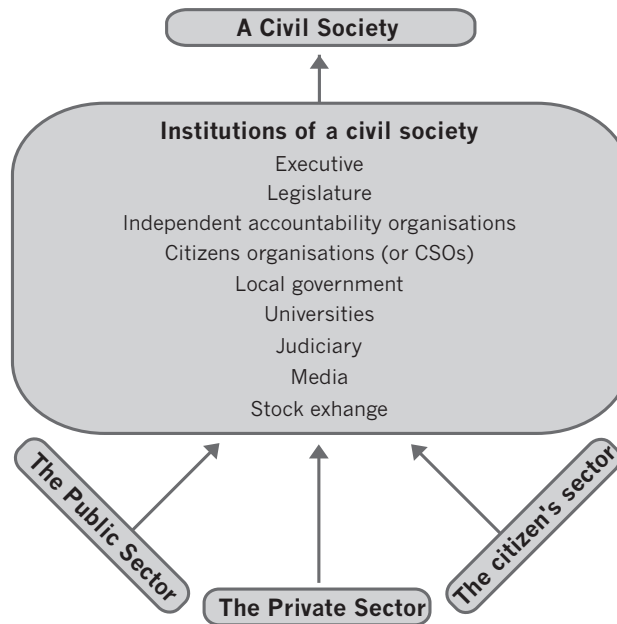 A Civil Society
Institutions of a civil society
Executive
Legislature
Independent accountability organisations
Citizens organisations (or CSOs)
Local government
Universities
Judiciary
Media
Stock exhange
The Public Sector
The Private Sector
The citizen's sector